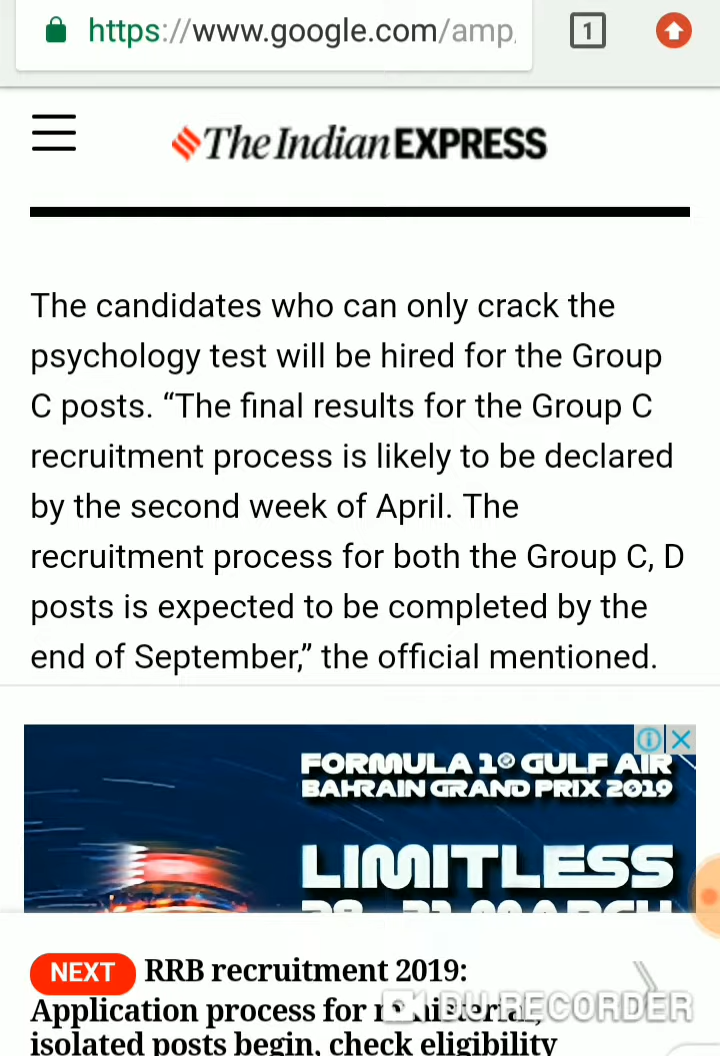 https://www.google.com/amp
1
The Indian EXPRESS
The candidates who can only crack the
psychology test will be hired for the Group
C posts. “The final results for the Group C
recruitment process is likely to be declared
by the second week of April. The
recruitment process for both the Group C, D
posts is expected to be completed by the
end of September,” the official mentioned.
FORMULA 1 GULF AIR
BAHRAIN GRAND PRIX 2019
LIMITLESS
NEXT RRB recruitment 2019:
Application process for
DU RECORDER
isolated posts begin, check eligibility